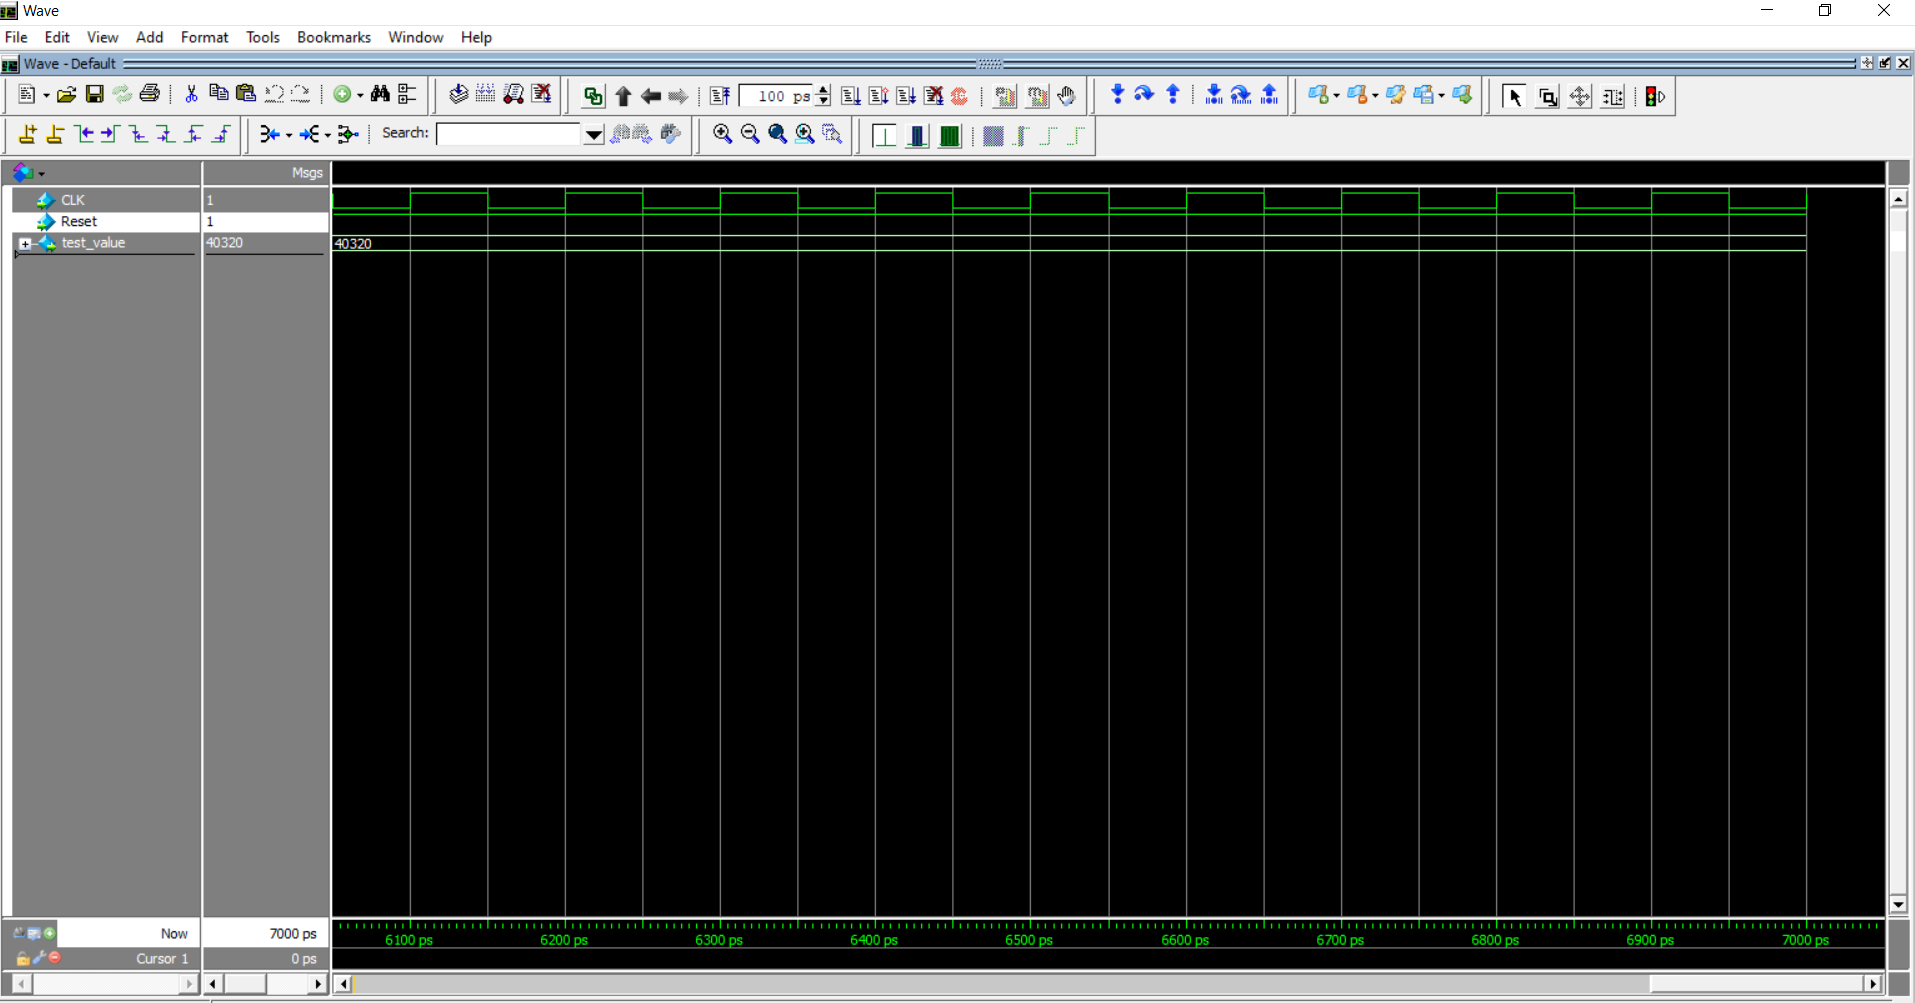 Wave
File Edit View Add Format Tools Bookmarks Window Help
Wave - Default
100 ps
Search:
Msgs
CLK 1
Reset 1
test_value 40320 40320
Now 7000 ps
6100 ps 6200 ps 6300 ps 6400 ps 6500 ps 6600 ps 6700 ps 6800 ps 6900 ps 7000 ps
Cursor 1 0 ps